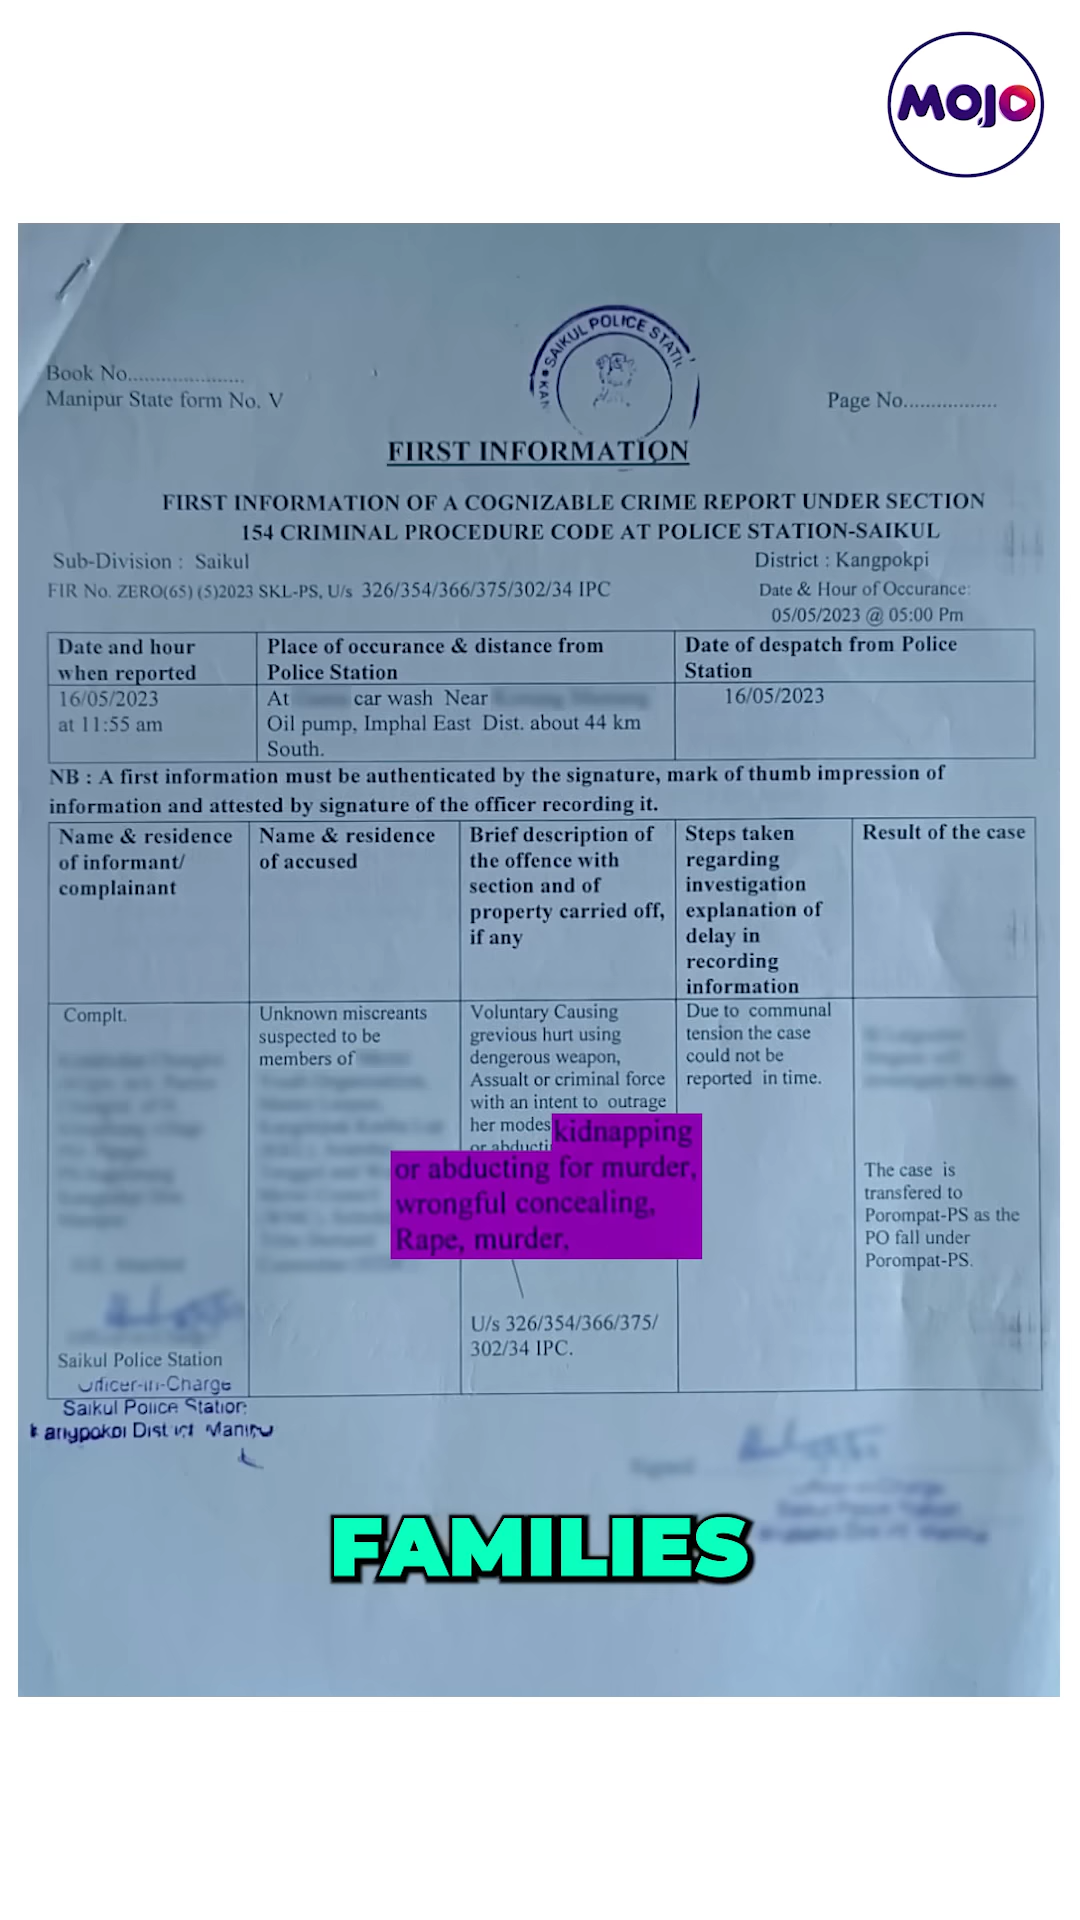 MOJO
SAIKUL POLICE STATI
KAN
Book No.....................
Manipur State form No. V
Page No.................
FIRST INFORMATION
FIRST INFORMATION OF A COGNIZABLE CRIME REPORT UNDER SECTION
154 CRIMINAL PROCEDURE CODE AT POLICE STATION-SAIKUL
Sub-Division : Saikul
District : Kangpokpi
FIR No. ZERO(65) (5)2023 SKL-PS, U/s 326/354/366/375/302/34 IPC
Date & Hour of Occurance:
05/05/2023 @ 05:00 Pm
Date and hour
when reported
Place of occurance & distance from
Police Station
Date of despatch from Police
Station
16/05/2023
at 11:55 am
At car wash Near
Oil pump, Imphal East Dist. about 44 km
South.
16/05/2023
NB : A first information must be authenticated by the signature, mark of thumb impression of
information and attested by signature of the officer recording it.
Name & residence
of informant/
complainant
Name & residence
of accused
Brief description of
the offence with
section and of
property carried off,
if any
Steps taken
regarding
investigation
explanation of
delay in
recording
information
Result of the case
Complt.
Unknown miscreants
suspected to be
members of
Voluntary Causing
grevious hurt using
dengerous weapon,
Assualt or criminal force
with an intent to outrage
her modes
or abducti
kidnapping
or abducting for murder,
wrongful concealing,
Rape, murder.
U/s 326/354/366/375/
302/34 IPC.
Due to communal
tension the case
could not be
reported in time.
The case is
transfered to
Porompat-PS as the
PO fall under
Porompat-PS.
Saikul Police Station
Officer-in-Charge
Saikul Police Station
FAMILIES